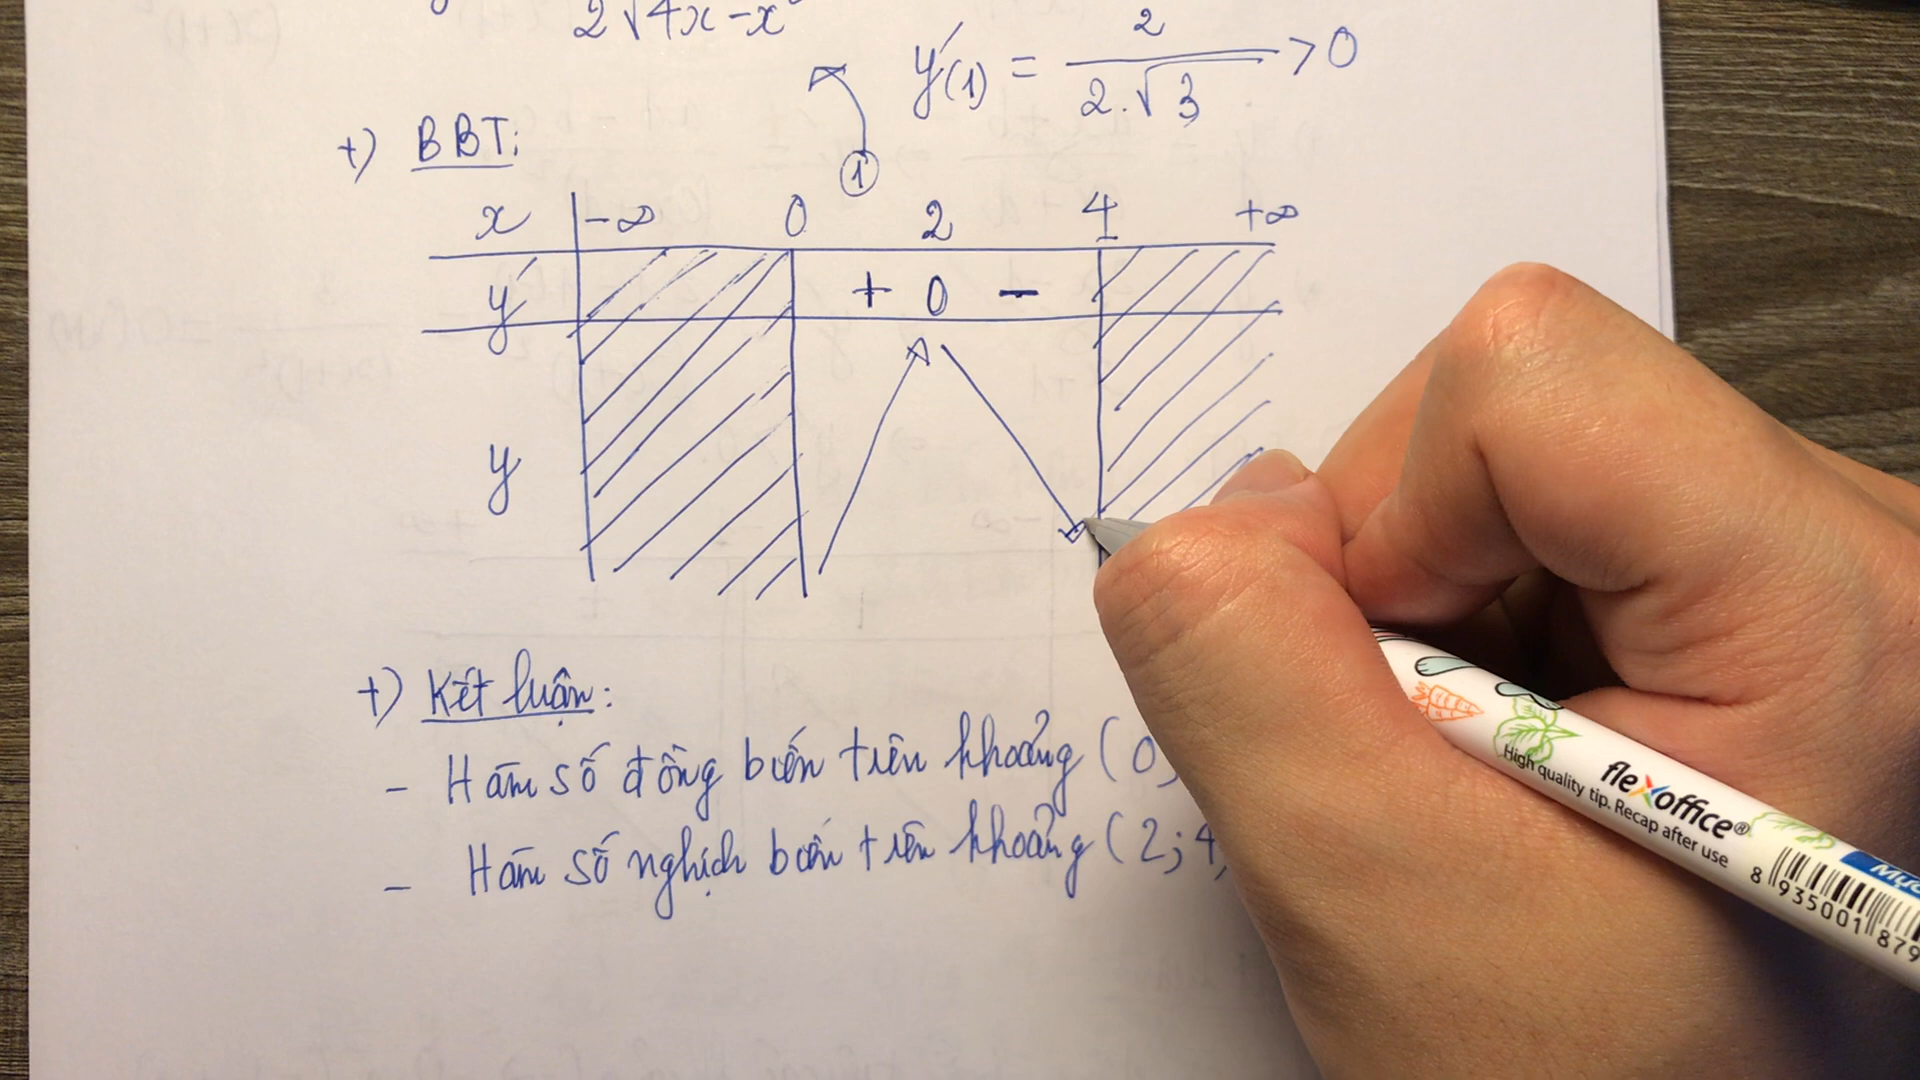 2√4x-x
y'(1) = 2 / 2.√3 > 0
+) BBT:
1
x -∞ 0 2 4 +∞
y' + 0 -
y
+) Kết luận:
- Hàm số đồng biến trên khoảng (0;
- Hàm số nghịch biến trên khoảng (2; 4
flexoffice®
High quality tip. Recap after use
8 935001 879